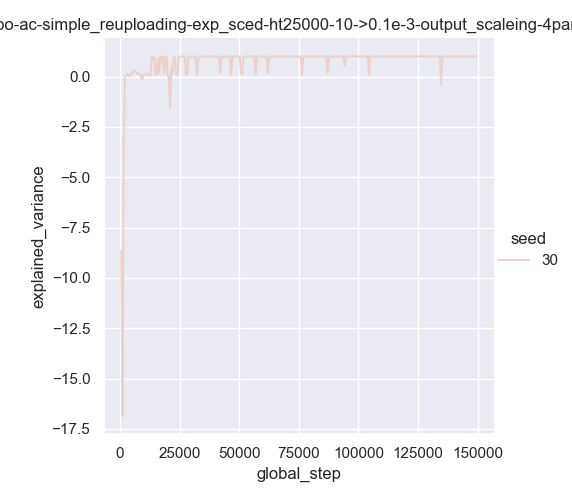 oo-ac-simple_reuploading-exp_sced-ht25000-10->0.1e-3-output_scaleing-4par
0.0
−2.5
−5.0
−7.5
−10.0
−12.5
−15.0
−17.5
explained_variance
seed
30
0 25000 50000 75000 100000 125000 150000
global_step